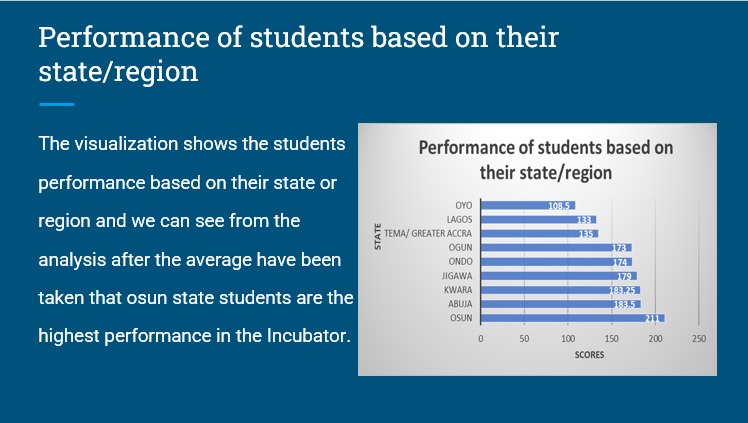 Performance of students based on their
state/region
The visualization shows the students
performance based on their state or
region and we can see from the
analysis after the average have been
taken that osun state students are the
highest performance in the Incubator.
Performance of students based on
their state/region
STATE
OYO 108.5
LAGOS 133
TEMA/ GREATER ACCRA 135
OGUN 173
ONDO 174
JIGAWA 179
KWARA 183.25
ABUJA 183.5
OSUN 211
0 50 100 150 200 250
SCORES